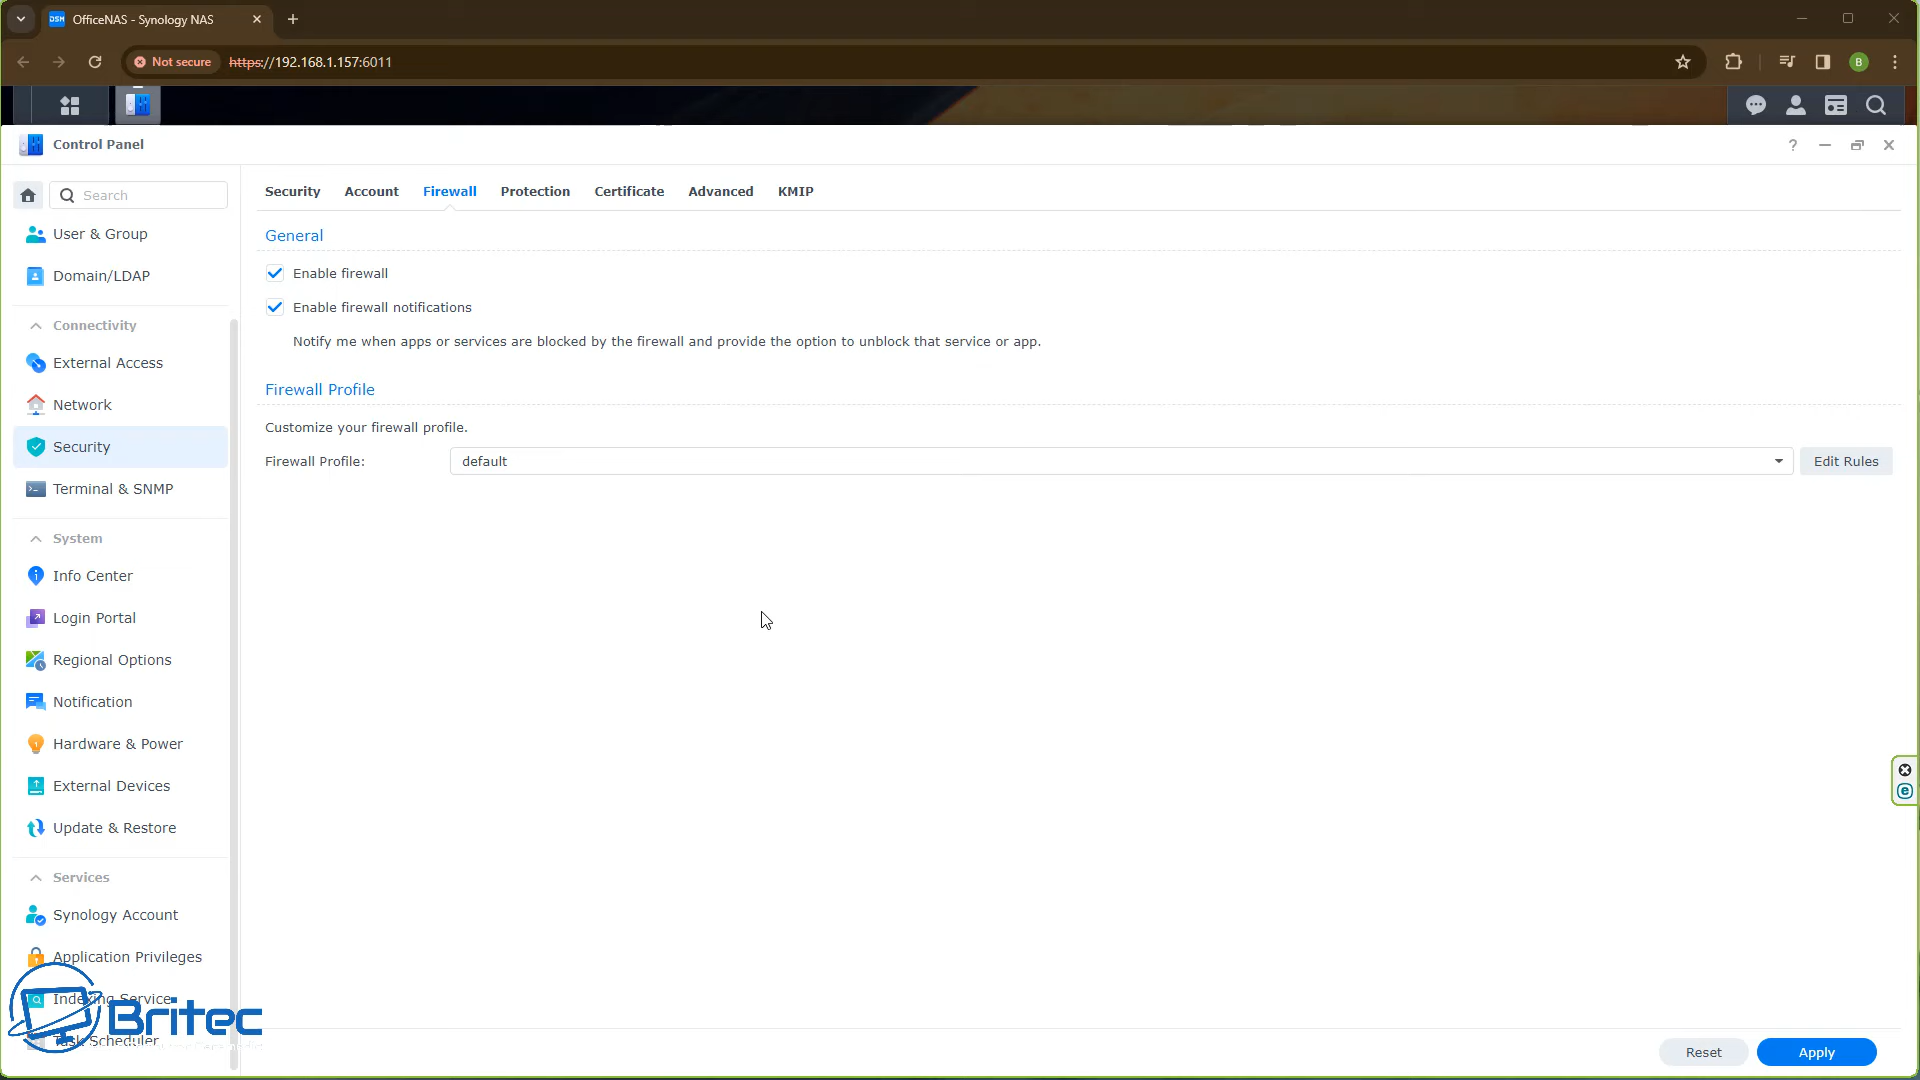 OfficeNAS - Synology NAS
Not secure
https://192.168.1.157:6011
B
Control Panel
?
Search
User & Group
Domain/LDAP
Connectivity
External Access
Network
Security
Terminal & SNMP
System
Info Center
Login Portal
Regional Options
Notification
Hardware & Power
External Devices
Update & Restore
Services
Synology Account
Application Privileges
Indexing Service
Task Scheduler
Britec
Security Account Firewall Protection Certificate Advanced KMIP
General
Enable firewall
Enable firewall notifications
Notify me when apps or services are blocked by the firewall and provide the option to unblock that service or app.
Firewall Profile
Customize your firewall profile.
Firewall Profile: default Edit Rules
Reset Apply